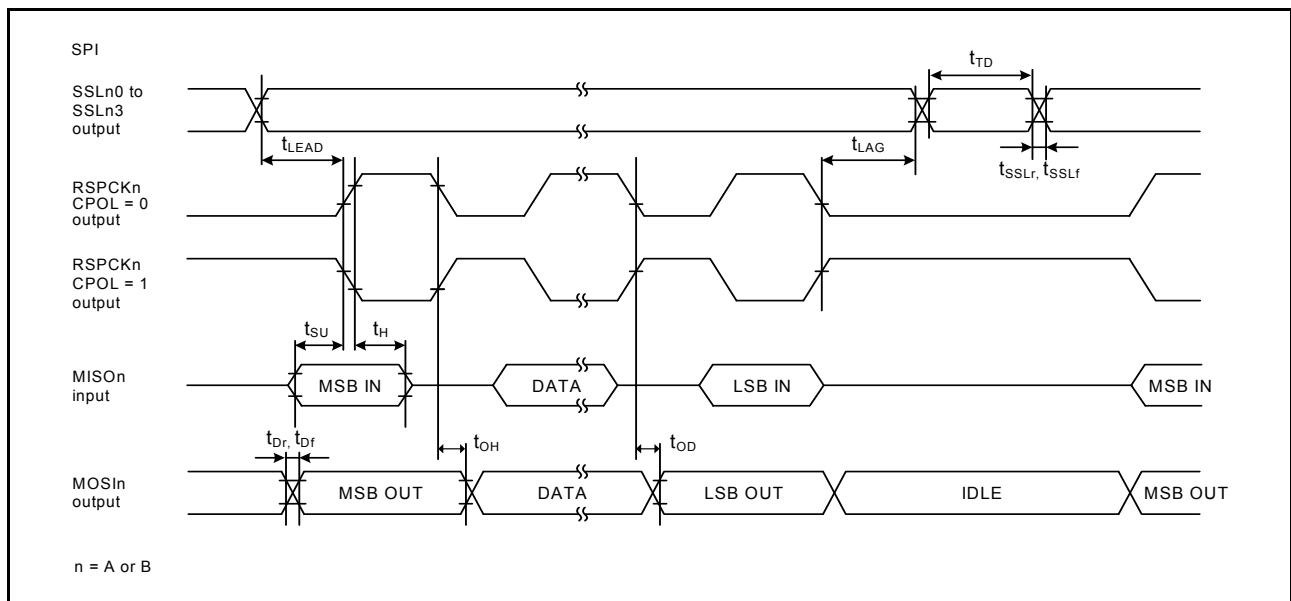 SPI
SSLn0 to
SSLn3
output
tTD
tLEAD
tLAG
tSSLr, tSSLf
RSPCKn
CPOL = 0
output
RSPCKn
CPOL = 1
output
tSU
tH
MISOn
input
MSB IN
DATA
LSB IN
MSB IN
tDr, tDf
tOH
tOD
MOSIn
output
MSB OUT
DATA
LSB OUT
IDLE
MSB OUT
n = A or B